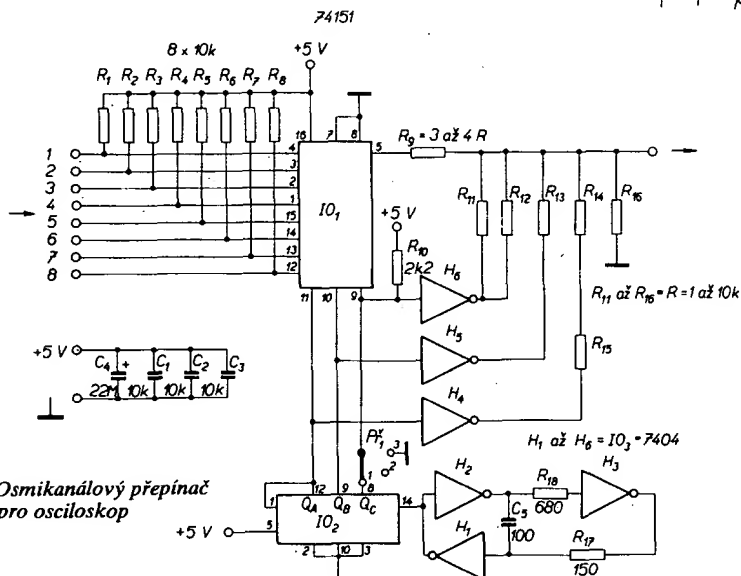 74151
8 x 10k
+5 V
R1 R2 R3 R4 R5 R6 R7 R8
16 7 8
R9 = 3 až 4 R
1 4 5
2 3
3 2
4 1
5 15
6 14
7 13
8 12
IO1
+5 V
R10
2k2
R11 R12 R13 R14 R16
H6
R11 až R16 = R = 1 až 10k
11 10 9
H5
R15
H4
+5 V
C4 + C1 C2 C3
22M 10k 10k 10k
Př1
3
2
1
H1 až H6 = IO3 = 7404
Osmikanálový přepínač
pro osciloskop
1 12 9 8 14
QA QB QC
IO2
+5 V 5
2 10 3
H2
R18
680
H3
C5
100
H1
R17
150